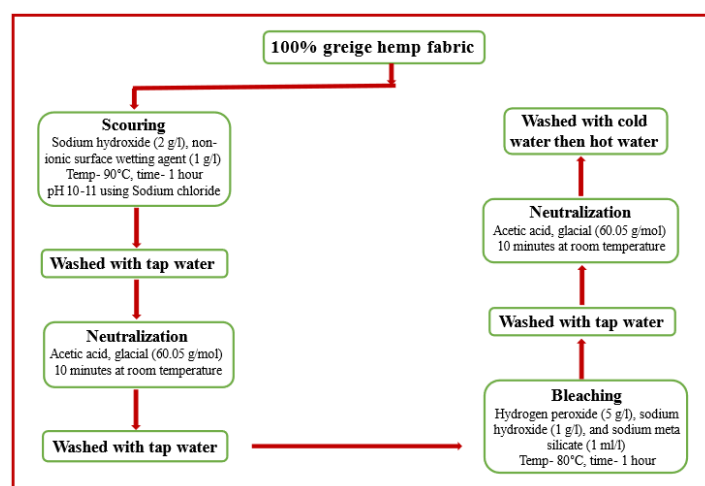 100% greige hemp fabric
Scouring
Sodium hydroxide (2 g/l), non-
ionic surface wetting agent (1 g/l)
Temp- 90°C, time- 1 hour
pH 10-11 using Sodium chloride
Washed with tap water
Neutralization
Acetic acid, glacial (60.05 g/mol)
10 minutes at room temperature
Washed with tap water
Bleaching
Hydrogen peroxide (5 g/l), sodium
hydroxide (1 g/l), and sodium meta
silicate (1 ml/l)
Temp- 80°C, time- 1 hour
Washed with tap water
Neutralization
Acetic acid, glacial (60.05 g/mol)
10 minutes at room temperature
Washed with cold
water then hot water